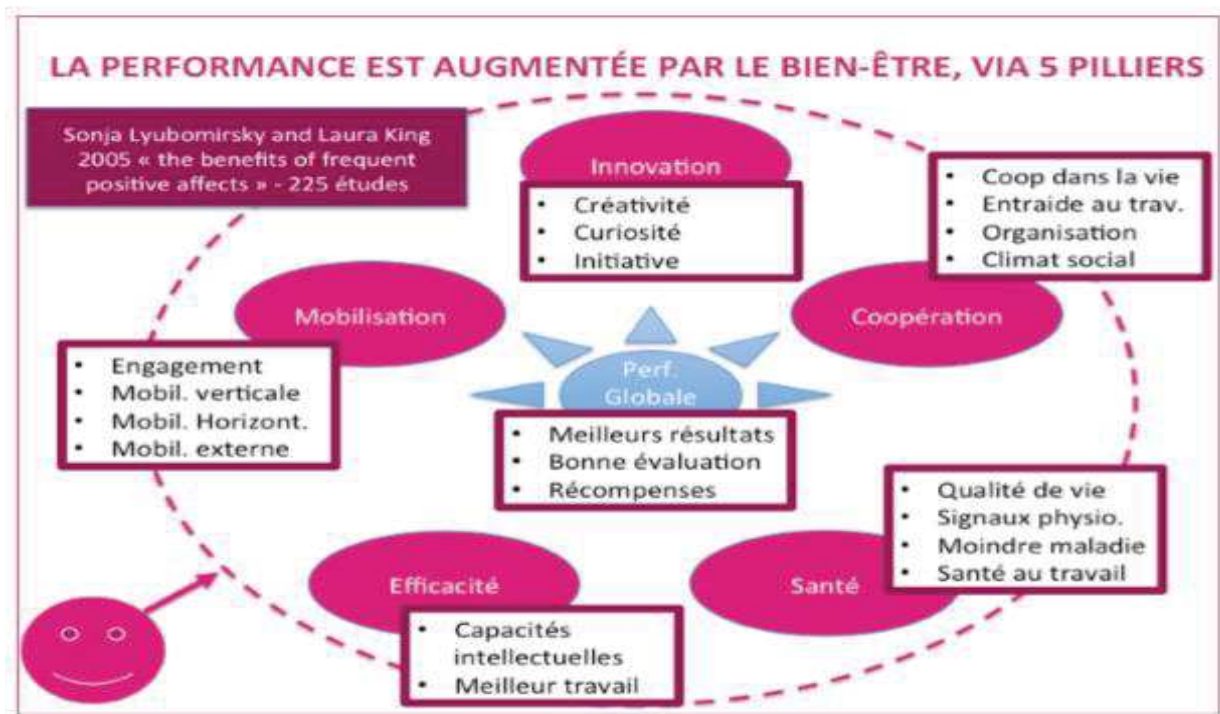 LA PERFORMANCE EST AUGMENTÉE PAR LE BIEN-ÊTRE, VIA 5 PILLIERS
Sonja Lyubomirsky and Laura King
2005 « the benefits of frequent
positive affects » - 225 études
Innovation
• Créativité
• Curiosité
• Initiative
• Coop dans la vie
• Entraide au trav.
• Organisation
• Climat social
Mobilisation
Coopération
• Engagement
• Mobil. verticale
• Mobil. Horizont.
• Mobil. externe
Perf.
Globale
• Meilleurs résultats
• Bonne évaluation
• Récompenses
• Qualité de vie
• Signaux physio.
• Moindre maladie
• Santé au travail
Efficacité
Santé
• Capacités
intellectuelles
• Meilleur travail